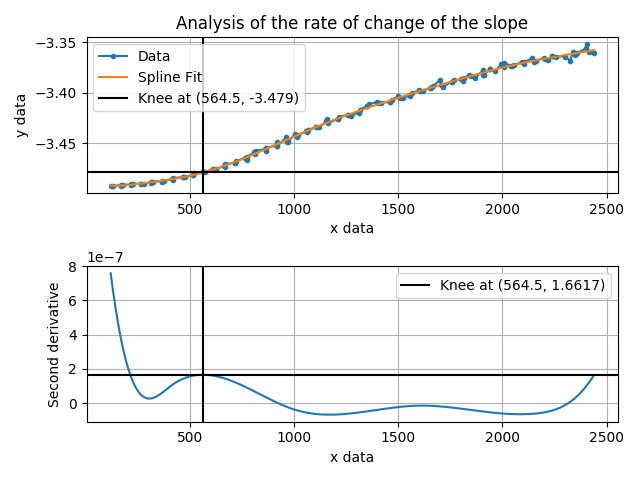 Analysis of the rate of change of the slope
−3.35
−3.40
−3.45
y data
Data
Spline Fit
Knee at (564.5, -3.479)
500
1000
1500
2000
2500
x data
1e−7
8
6
4
2
0
Second derivative
Knee at (564.5, 1.6617)
500
1000
1500
2000
2500
x data